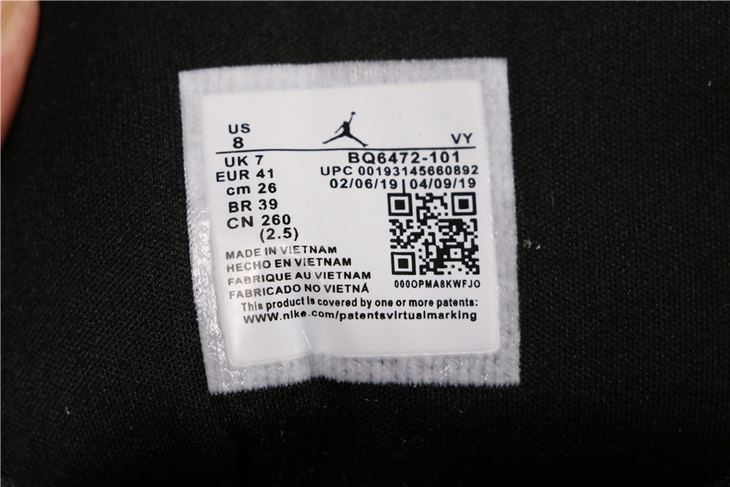 US
8 VY
UK 7 BQ6472-101
EUR 41 UPC 00193145660892
cm 26 02/06/19 | 04/09/19
BR 39
CN 260
(2.5)
MADE IN VIETNAM
HECHO EN VIETNAM
FABRIQUE AU VIETNAM
FABRICADO NO VIETNÁ
000OPMA8KWFJO
This product is covered by one or more patents:
www.nike.com/patentsvirtualmarking